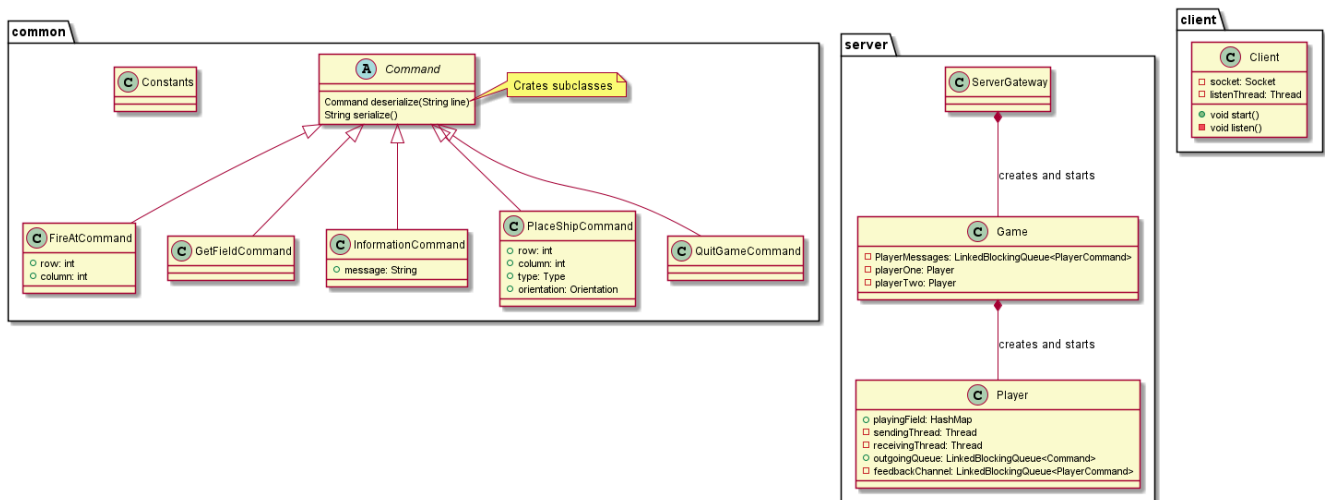 common
C Constants
A Command
Command deserialize(String line)
String serialize()
Crates subclasses
C FireAtCommand
row: int
column: int
C GetFieldCommand
C InformationCommand
message: String
C PlaceShipCommand
row: int
column: int
type: Type
orientation: Orientation
C QuitGameCommand
server
C ServerGateway
creates and starts
C Game
PlayerMessages: LinkedBlockingQueue<PlayerCommand>
playerOne: Player
playerTwo: Player
creates and starts
C Player
playingField: HashMap
sendingThread: Thread
receivingThread: Thread
outgoingQueue: LinkedBlockingQueue<Command>
feedbackChannel: LinkedBlockingQueue<PlayerCommand>
client
C Client
socket: Socket
listenThread: Thread
void start()
void listen()